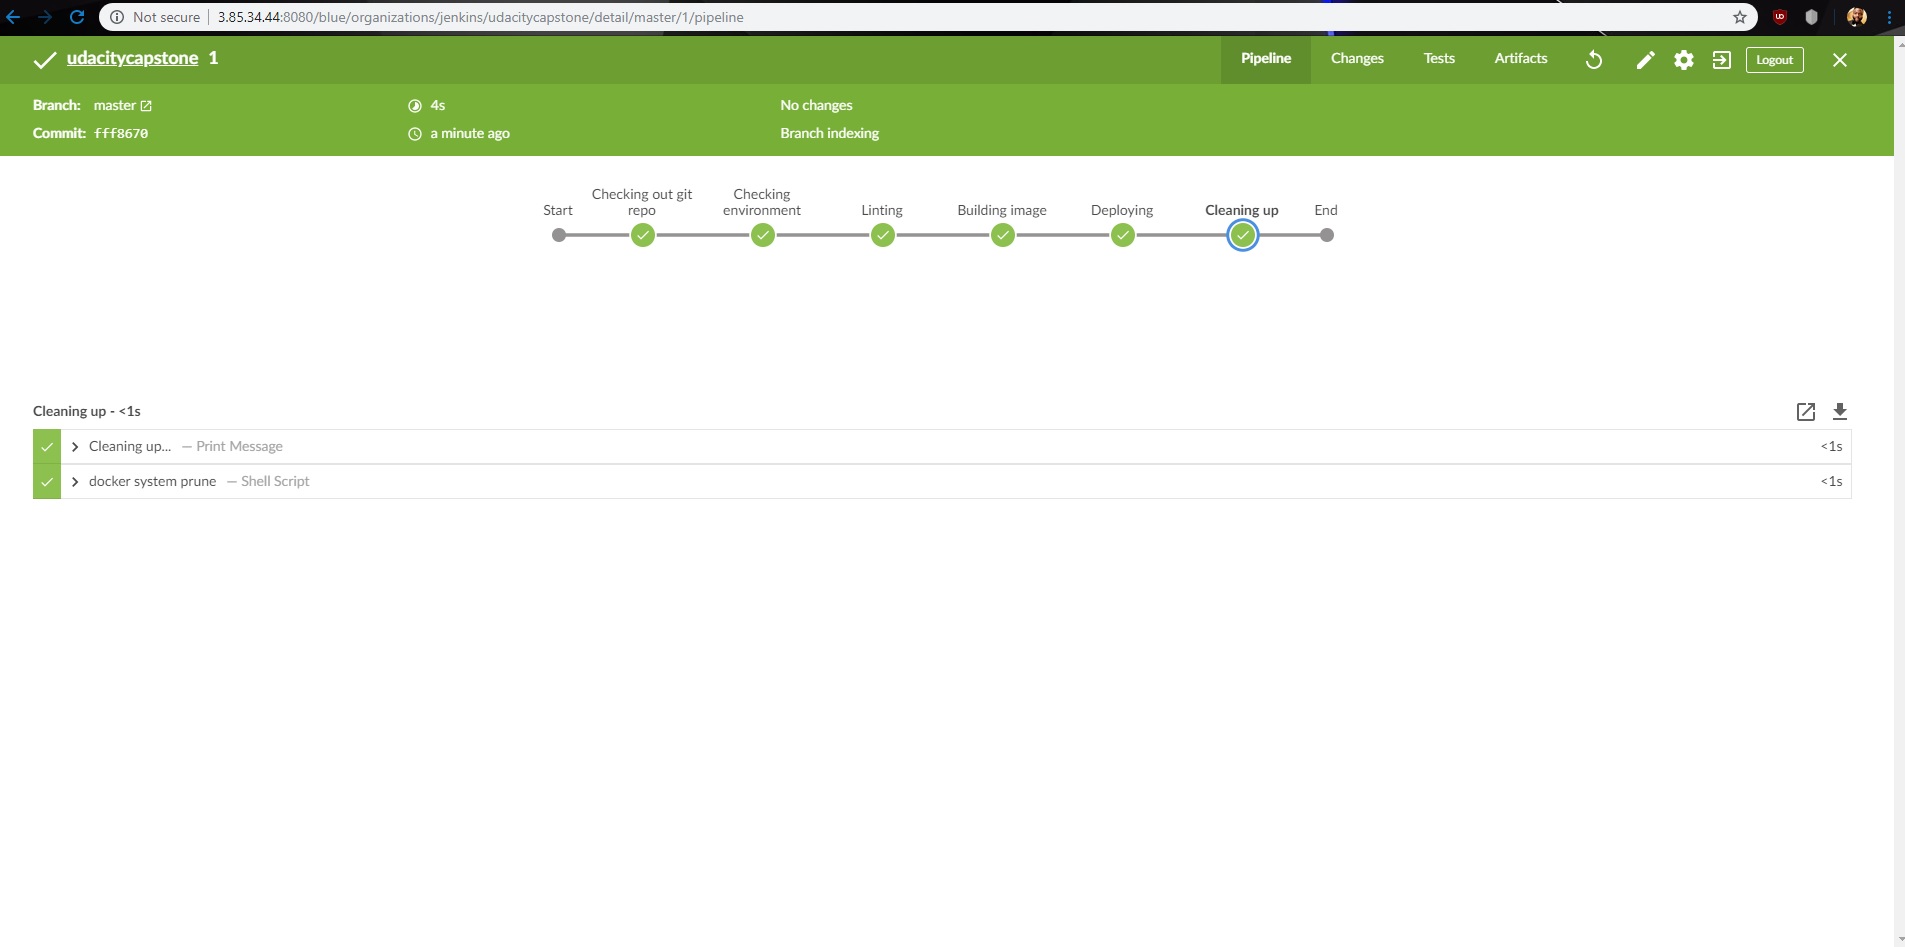 Not secure 3.85.34.44:8080/blue/organizations/jenkins/udacitycapstone/detail/master/1/pipeline
udacitycapstone 1 Pipeline Changes Tests Artifacts Logout
Branch: master 4s No changes
Commit: fff8670 a minute ago Branch indexing
Start
Checking out git
repo
Checking
environment
Linting
Building image
Deploying
Cleaning up
End
Cleaning up - <1s
Cleaning up... — Print Message <1s
docker system prune — Shell Script <1s